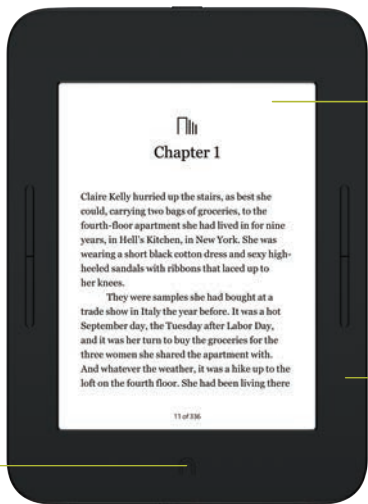 Chapter 1
Claire Kelly hurried up the stairs, as best she
could, carrying two bags of groceries, to the
fourth-floor apartment she had lived in for nine
years, in Hell's Kitchen, in New York. She was
wearing a short black cotton dress and sexy high-
heeled sandals with ribbons that laced up to
her knees.
They were samples she had bought at a
trade show in Italy the year before. It was a hot
September day, the Tuesday after Labor Day,
and it was her turn to buy the groceries for the
three women she shared the apartment with.
And whatever the weather, it was a hike up to the
loft on the fourth floor. She had been living there
11 of 336